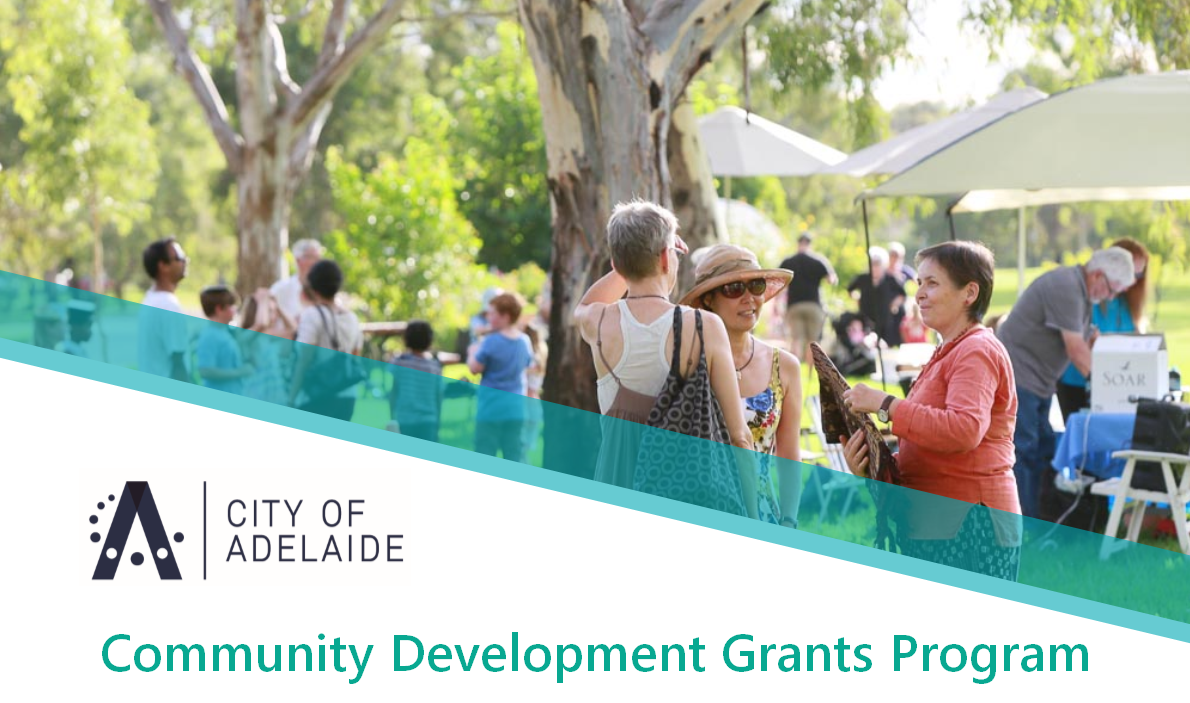 SOAR
CITY OF
ADELAIDE
Community Development Grants Program